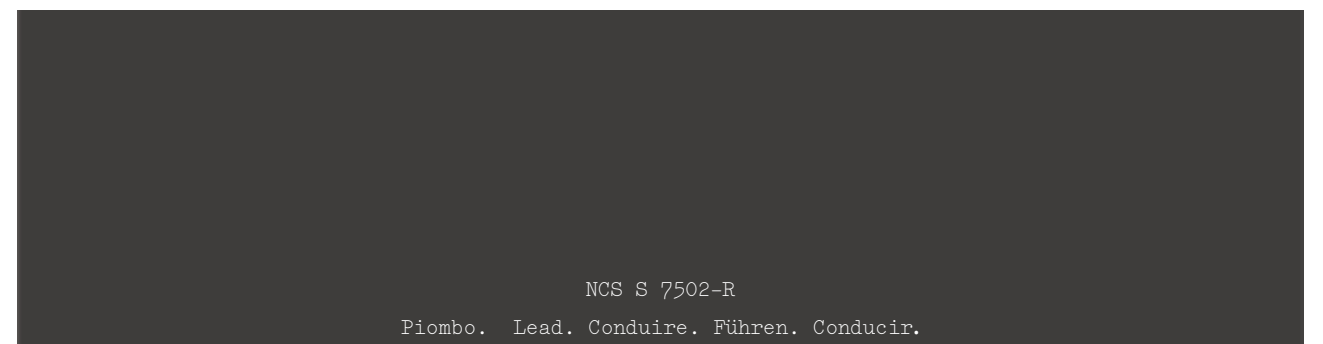 NCS S 7502-R
Piombo.  Lead. Conduire. Führen. Conducir.